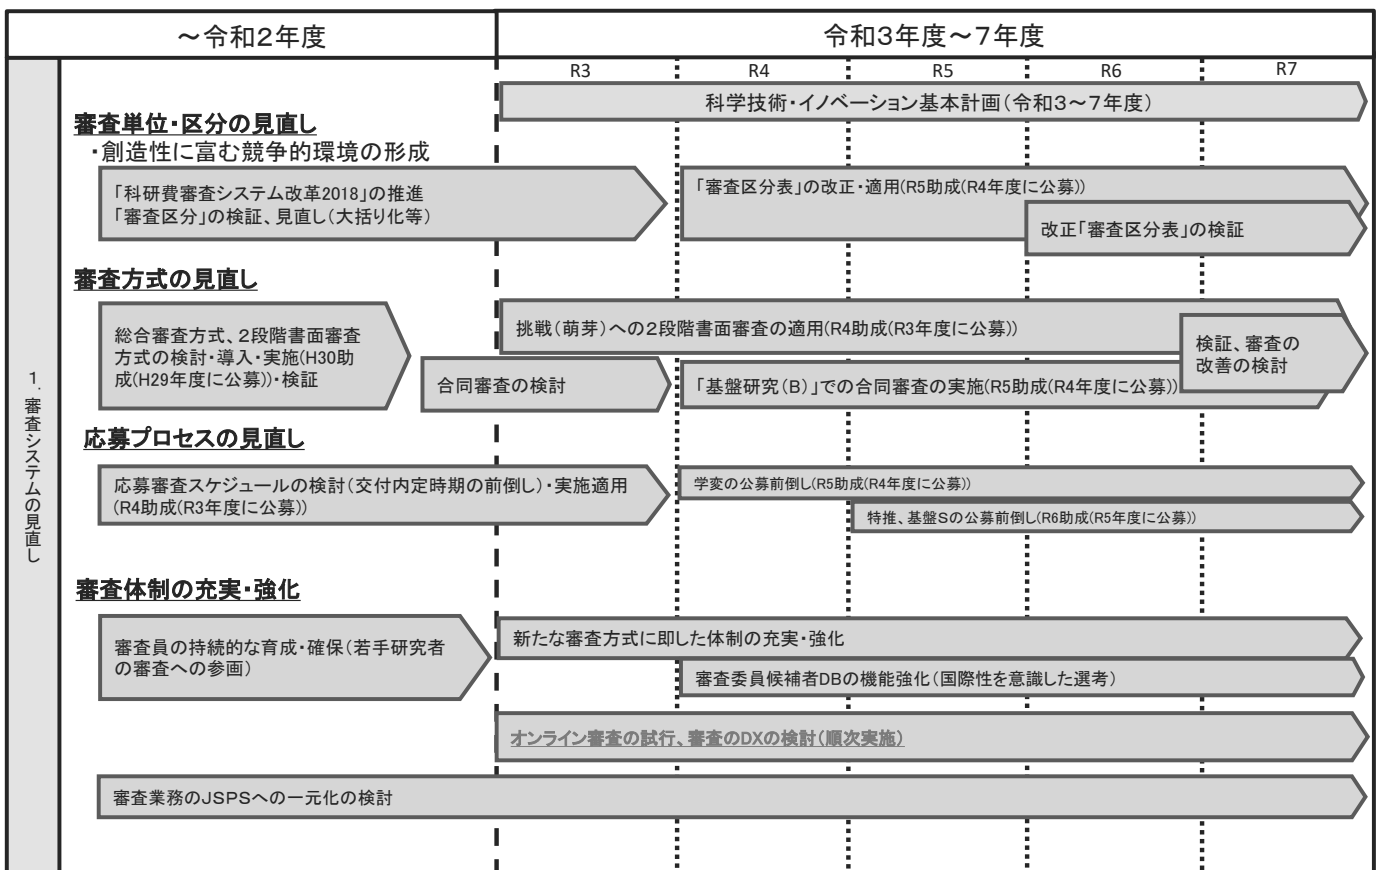 ～令和２年度
令和３年度～７年度
R3
R4
R5
R6
R7
科学技術・イノベーション基本計画（令和３～７年度）
１．審査システムの見直し
審査単位・区分の見直し
・創造性に富む競争的環境の形成
「科研費審査システム改革2018」の推進
「審査区分」の検証、見直し（大括り化等）
「審査区分表」の改正・適用(R5助成(R4年度に公募))
改正「審査区分表」の検証
審査方式の見直し
総合審査方式、２段階書面審査
方式の検討・導入・実施(H30助
成(H29年度に公募))・検証
挑戦（萌芽）への２段階書面審査の適用(R4助成(R3年度に公募))
検証、審査の
改善の検討
合同審査の検討
「基盤研究（B）」での合同審査の実施(R5助成(R4年度に公募))
応募プロセスの見直し
応募審査スケジュールの検討（交付内定時期の前倒し）・実施適用
(R4助成(R3年度に公募))
学変の公募前倒し(R5助成(R4年度に公募))
特推、基盤Ｓの公募前倒し(R6助成(R5年度に公募))
審査体制の充実・強化
審査員の持続的な育成・確保（若手研究者
の審査への参画）
新たな審査方式に即した体制の充実・強化
審査委員候補者DBの機能強化（国際性を意識した選考）
オンライン審査の試行、審査のDXの検討（順次実施）
審査業務のJSPSへの一元化の検討